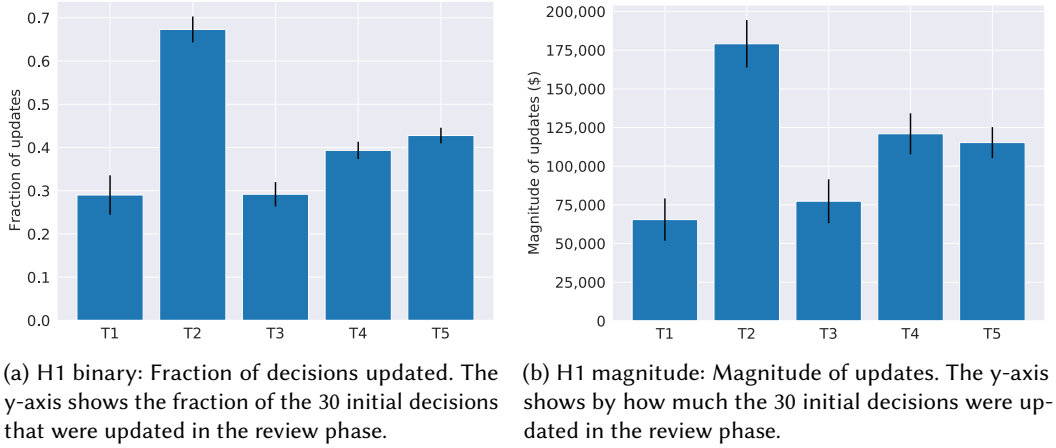 0.7
0.6
0.5
0.4
0.3
0.2
0.1
0.0
Fraction of updates
T1 T2 T3 T4 T5
200,000
175,000
150,000
125,000
100,000
75,000
50,000
25,000
0
Magnitude of updates ($)
T1 T2 T3 T4 T5
(a) H1 binary: Fraction of decisions updated. The
y-axis shows the fraction of the 30 initial decisions
that were updated in the review phase.
(b) H1 magnitude: Magnitude of updates. The y-axis
shows by how much the 30 initial decisions were up-
dated in the review phase.